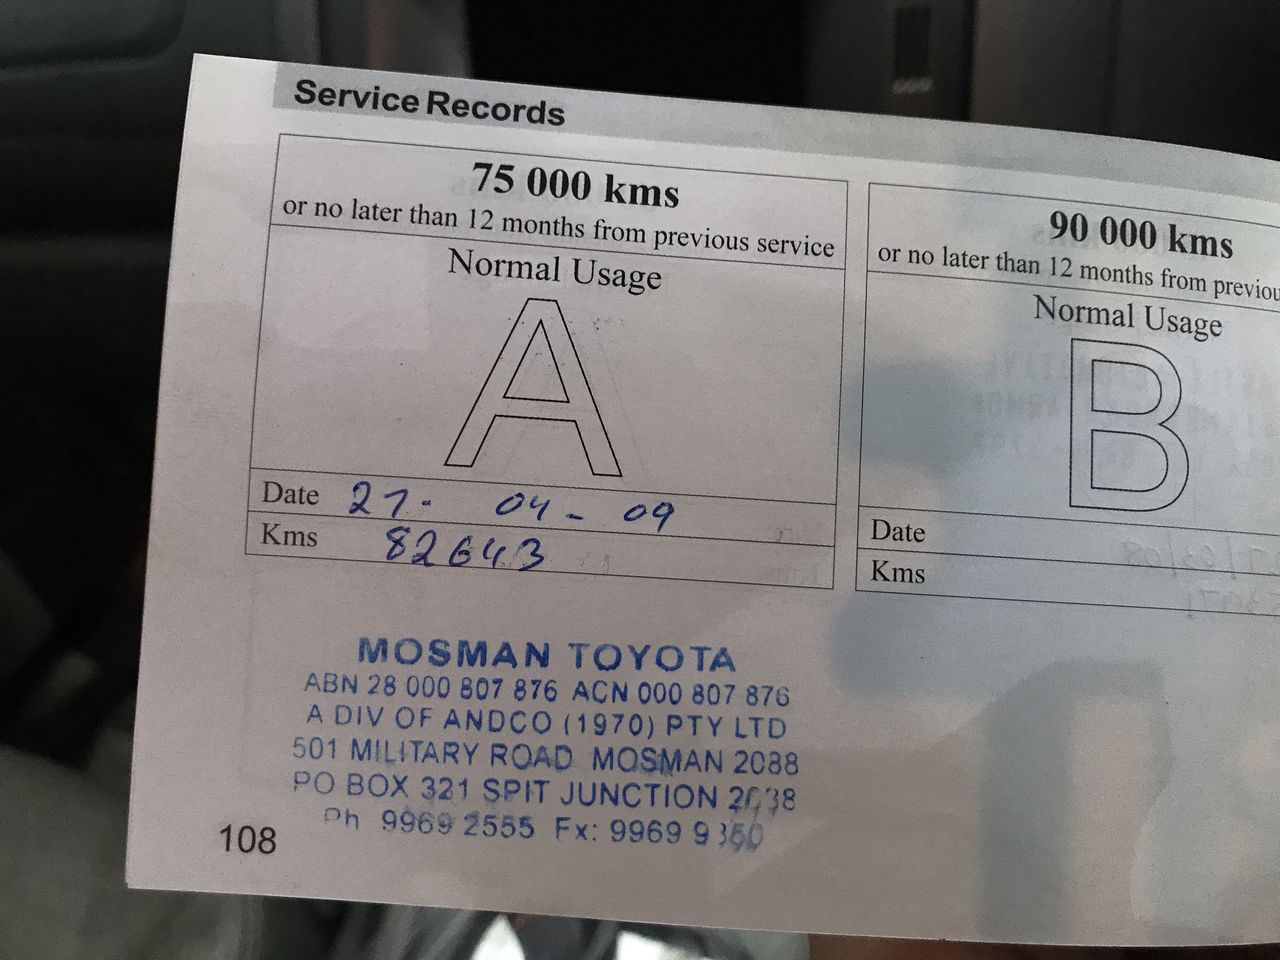 Service Records
75 000 kms
or no later than 12 months from previous service
Normal Usage
A
Date 27- 04 - 09
Kms 82643
90 000 kms
or no later than 12 months from
Normal Usage
B
Date
Kms
MOSMAN TOYOTA
ABN 28 000 807 876 ACN 000 807 876
A DIV OF ANDCO (1970) PTY LTD
501 MILITARY ROAD MOSMAN 2088
PO BOX 321 SPIT JUNCTION
Ph 9969 2555 Fx: 9969
108